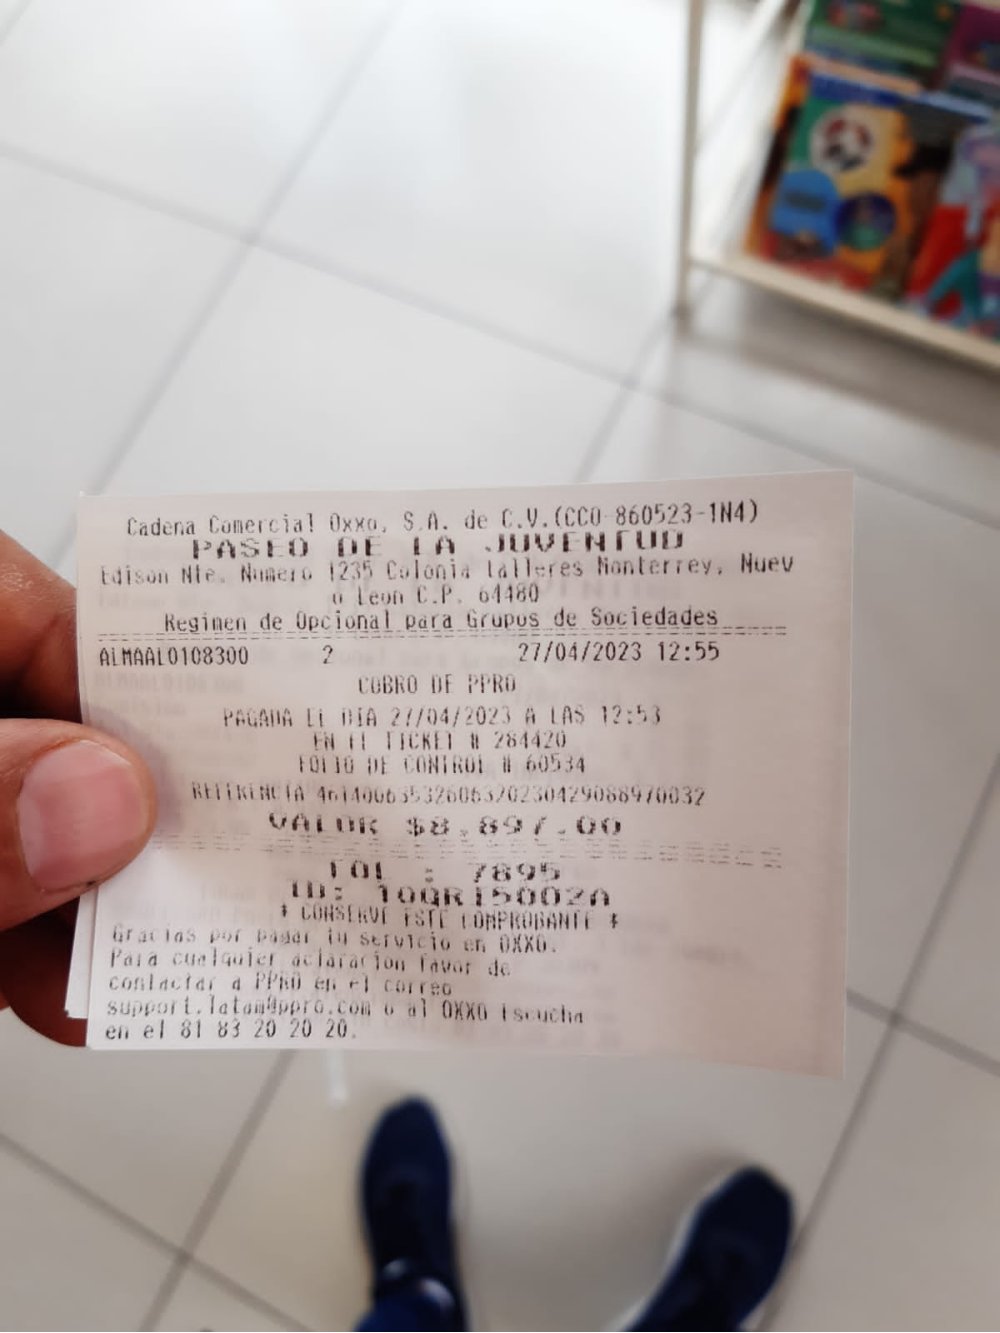 Cadena Comercial Oxxo, S.A. de C.V.(CCO-860523-1N4)
PASEO DE LA JUVENTUD
Edison Nte. Numero 1235 Colonia talleres Monterrey, Nuev
o Leon C.P. 64480
Regimen de Opcional para Grupos de Sociedades
ALMAAL0108300 2 27/04/2023 12:55
COBRO DE PPRO
PAGADA EL DIA 27/04/2023 A LAS 12:53
EN EL TICKET # 284420
FOLIO DE CONTROL # 60534
REFERENCIA
VALOR $8,897.00
FOL : 7895
ID: 10QRI5002A
* CONSERVE ESTE COMPROBANTE *
Gracias por pagar tu servicio en OXXO.
Para cualquier aclaracion favor de
contactar a PPRO en el correo
support.latam@ppro.com o al OXXO Escucha
en el 81 83 20 20 20.